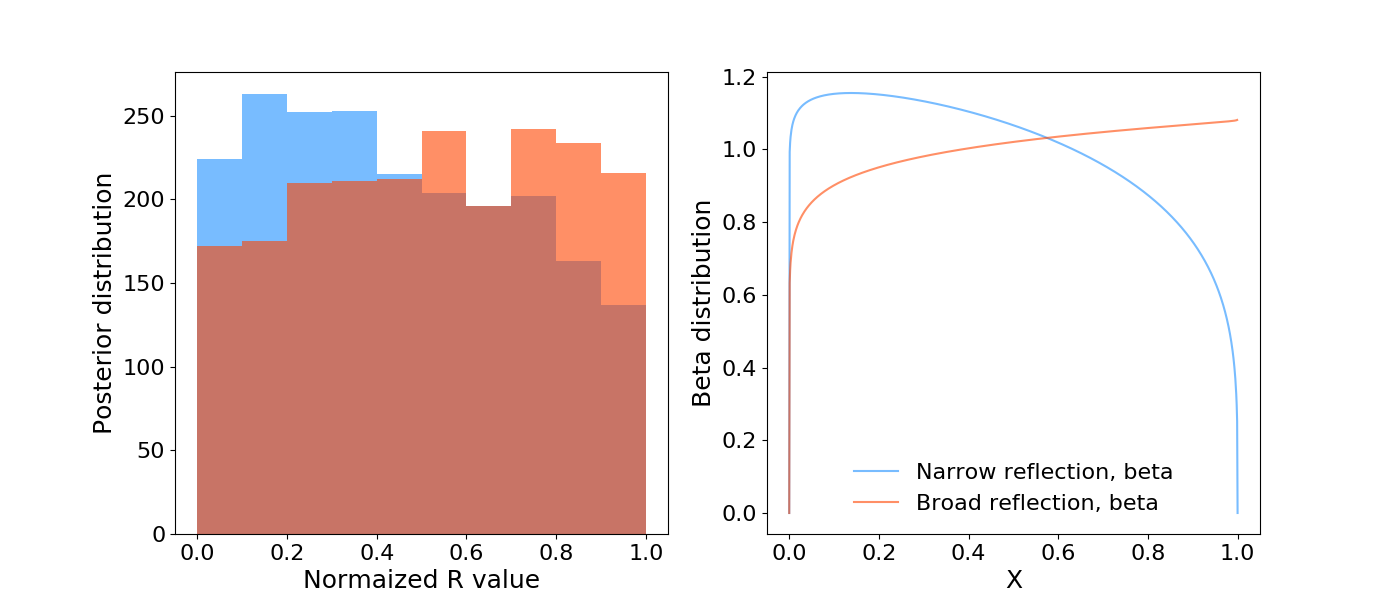 Posterior distribution
250
200
150
100
50
0
0.0 0.2 0.4 0.6 0.8 1.0
Normaized R value
Beta distribution
1.2
1.0
0.8
0.6
0.4
0.2
0.0
Narrow reflection, beta
Broad reflection, beta
0.0 0.2 0.4 0.6 0.8 1.0
X